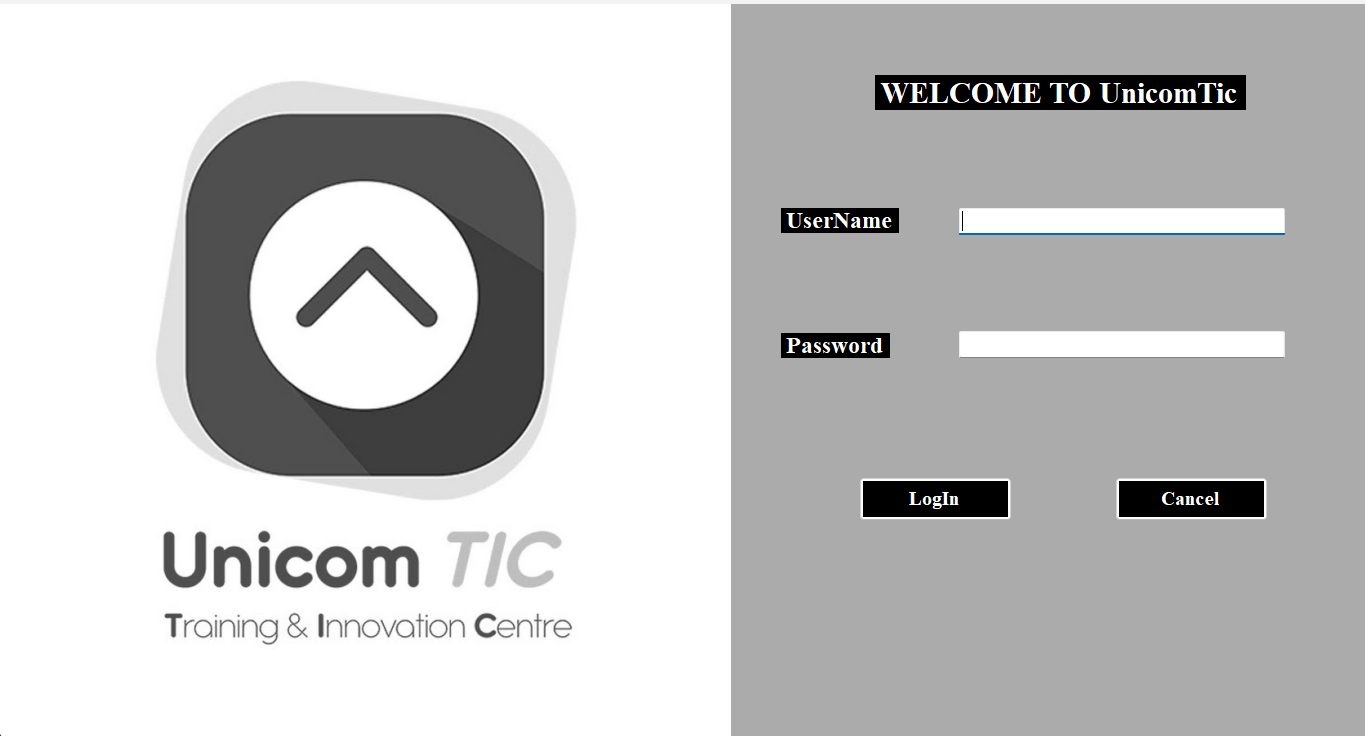 Unicom TIC
Training & Innovation Centre
WELCOME TO UnicomTic
UserName
Password
LogIn
Cancel